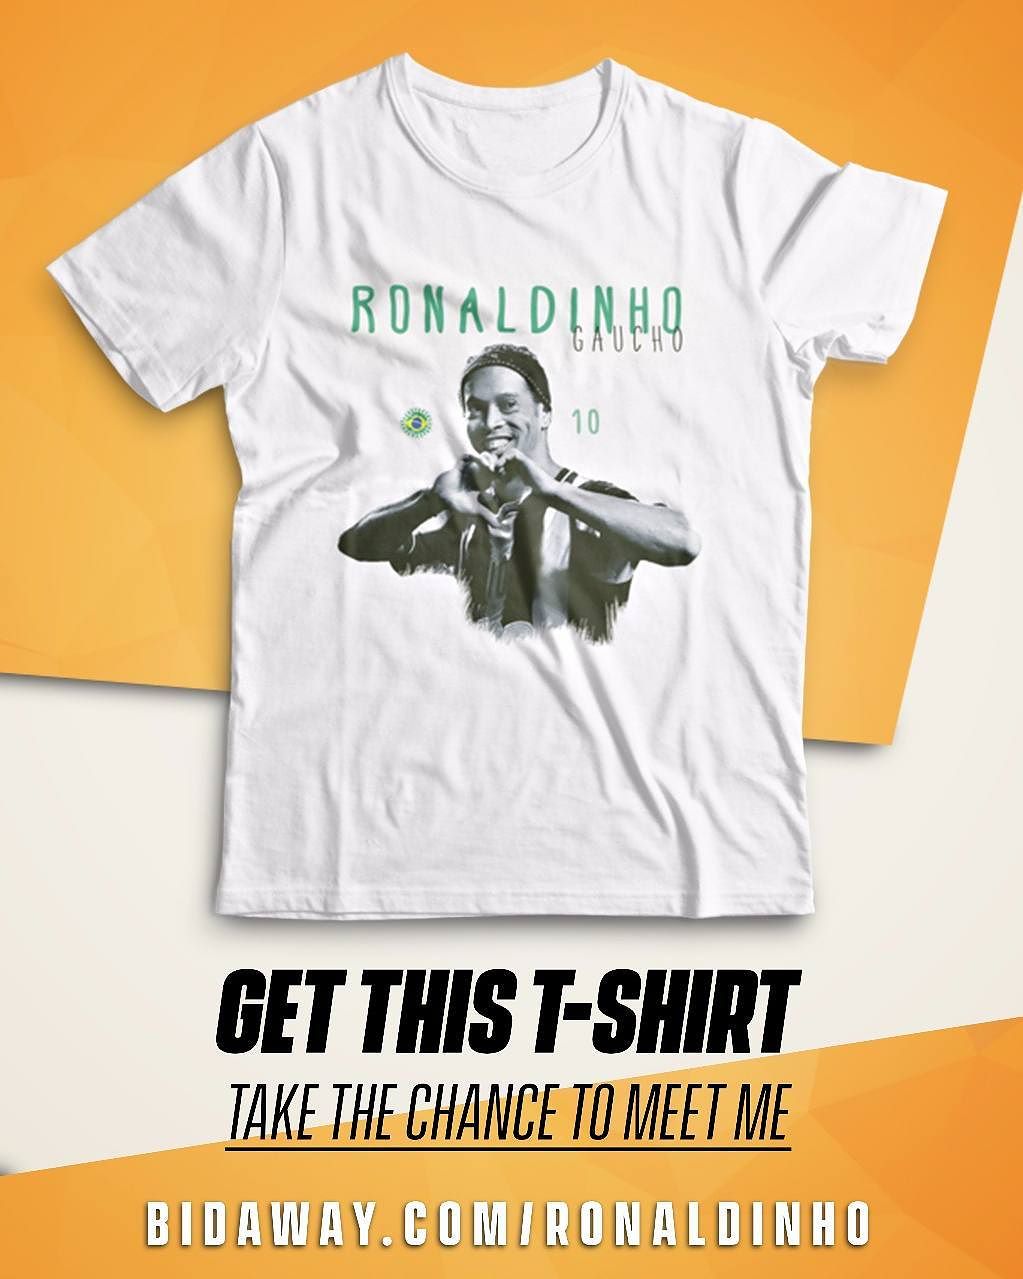 RONALDINHO
GAUCHO
10
GET THIS T-SHIRT
TAKE THE CHANCE TO MEET ME
BIDAWAY.COM/RONALDINHO